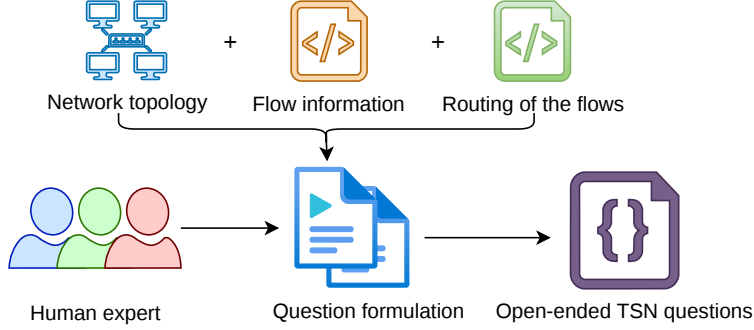 + +
Network topology Flow information Routing of the flows
Human expert Question formulation Open-ended TSN questions